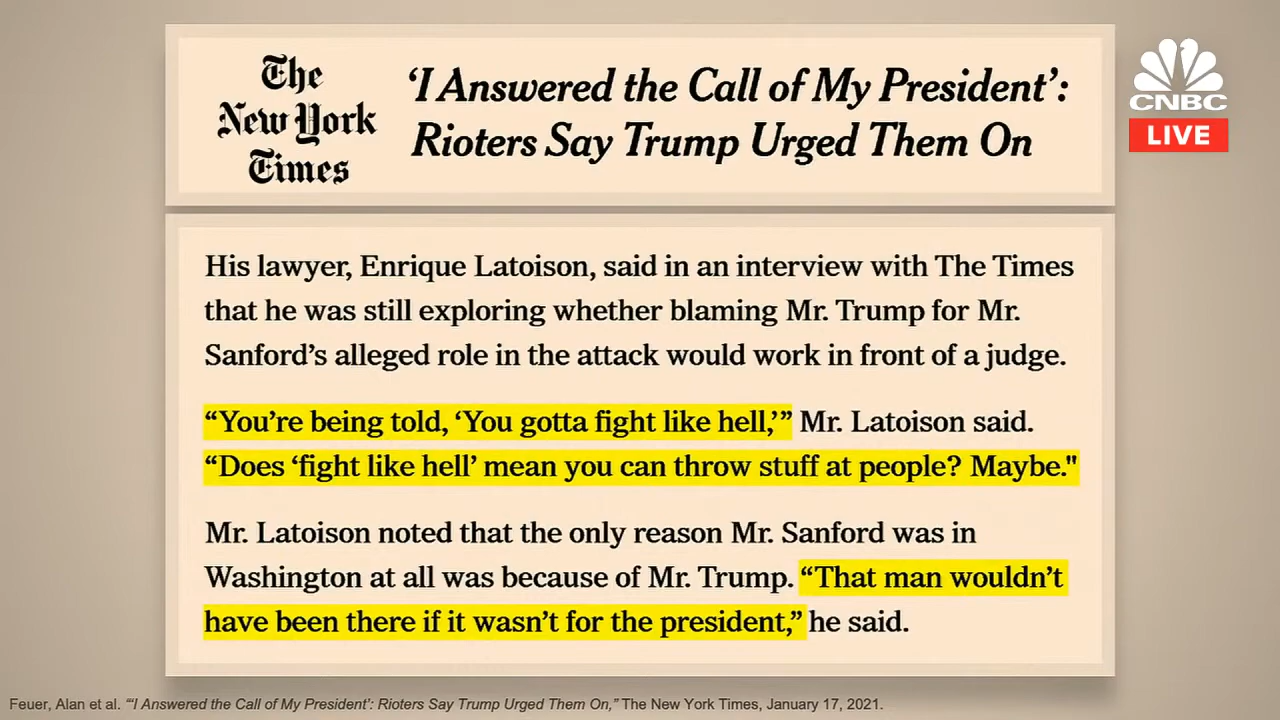 The
New York
Times
‘I Answered the Call of My President’:
Rioters Say Trump Urged Them On
CNBC
LIVE
His lawyer, Enrique Latoison, said in an interview with The Times
that he was still exploring whether blaming Mr. Trump for Mr.
Sanford’s alleged role in the attack would work in front of a judge.
“You’re being told, ‘You gotta fight like hell,’” Mr. Latoison said.
“Does ‘fight like hell’ mean you can throw stuff at people? Maybe."
Mr. Latoison noted that the only reason Mr. Sanford was in
Washington at all was because of Mr. Trump. “That man wouldn’t
have been there if it wasn’t for the president,” he said.
Feuer, Alan et al. “‘I Answered the Call of My President’: Rioters Say Trump Urged Them On,” The New York Times, January 17, 2021.